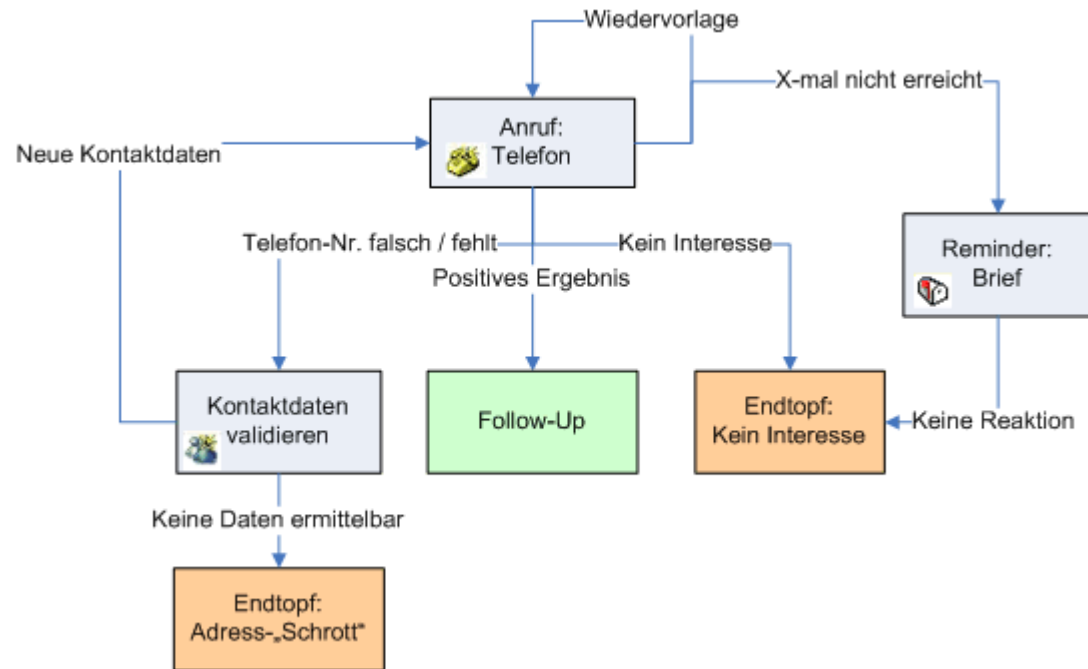 Wiedervorlage
X-mal nicht erreicht
Anruf:
Telefon
Neue Kontaktdaten
Telefon-Nr. falsch / fehlt
Kein Interesse
Positives Ergebnis
Reminder:
Brief
Kontaktdaten
validieren
Follow-Up
Endtopf:
Kein Interesse
Keine Reaktion
Keine Daten ermittelbar
Endtopf:
Adress-„Schrott“